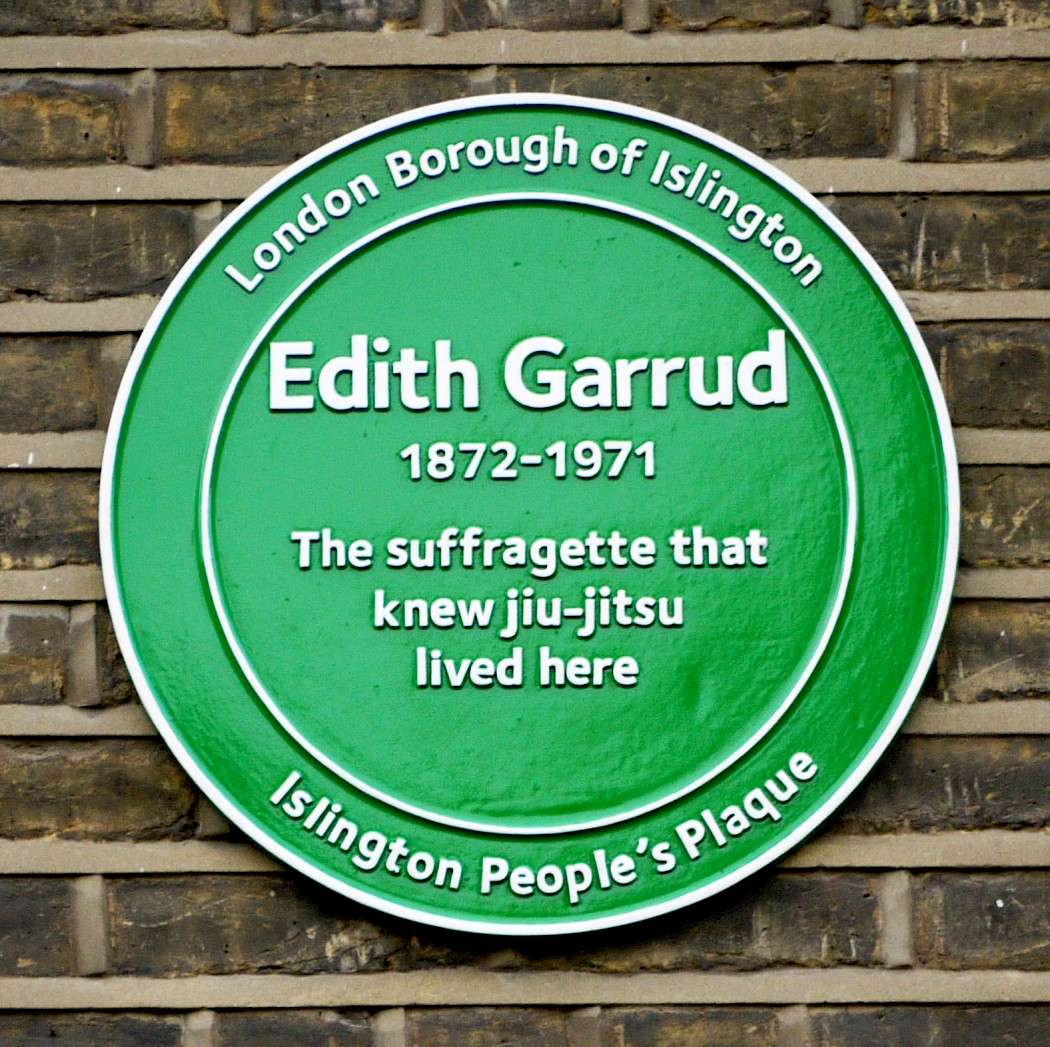 London Borough of Islington
Edith Garrud
1872-1971
The suffragette that
knew jiu-jitsu
lived here
Islington People's Plaque